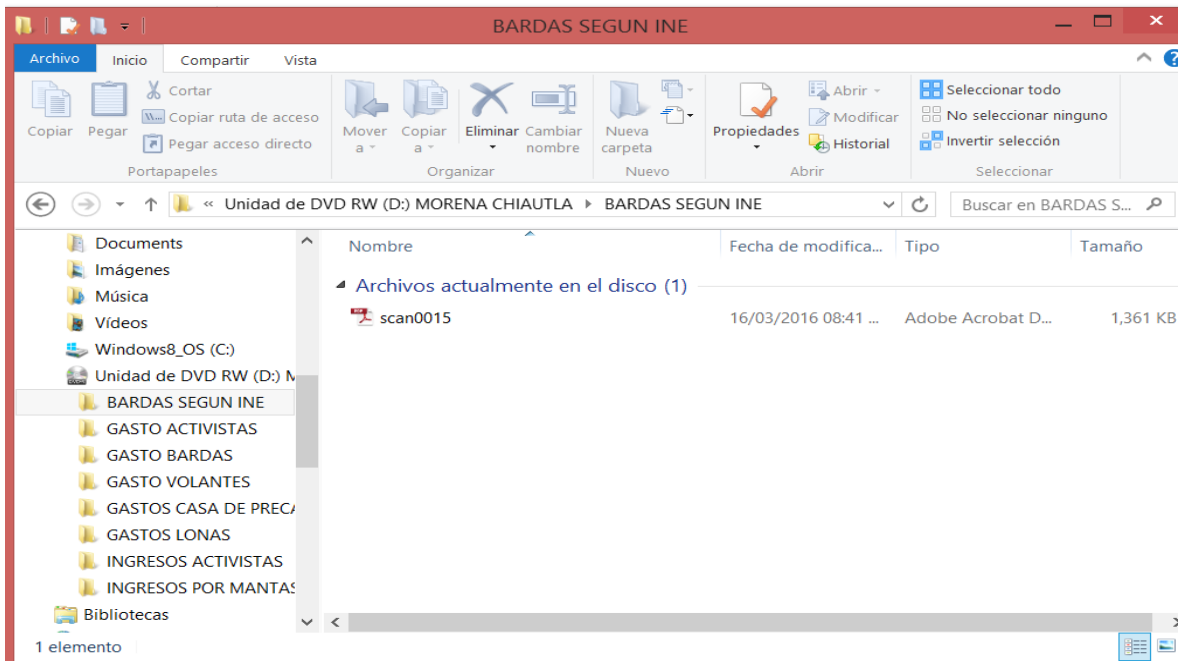 BARDAS SEGUN INE
Archivo Inicio Compartir Vista
Copiar
Pegar
Cortar
Copiar ruta de acceso
Pegar acceso directo
Portapapeles
Mover a
Copiar a
Eliminar
Cambiar nombre
Organizar
Nueva carpeta
Nuevo
Propiedades
Abrir
Modificar
Historial
Abrir
Seleccionar todo
No seleccionar ninguno
Invertir selección
Seleccionar
« Unidad de DVD RW (D:) MORENA CHIAUTLA BARDAS SEGUN INE
Buscar en BARDAS S...
Documents
Imágenes
Música
Vídeos
Windows8_OS (C:)
Unidad de DVD RW (D:) M
BARDAS SEGUN INE
GASTO ACTIVISTAS
GASTO BARDAS
GASTO VOLANTES
GASTOS CASA DE PRECA
GASTOS LONAS
INGRESOS ACTIVISTAS
INGRESOS POR MANTAS
Bibliotecas
Nombre Fecha de modifica... Tipo Tamaño
Archivos actualmente en el disco (1)
scan0015 16/03/2016 08:41 ... Adobe Acrobat D... 1,361 KB
1 elemento